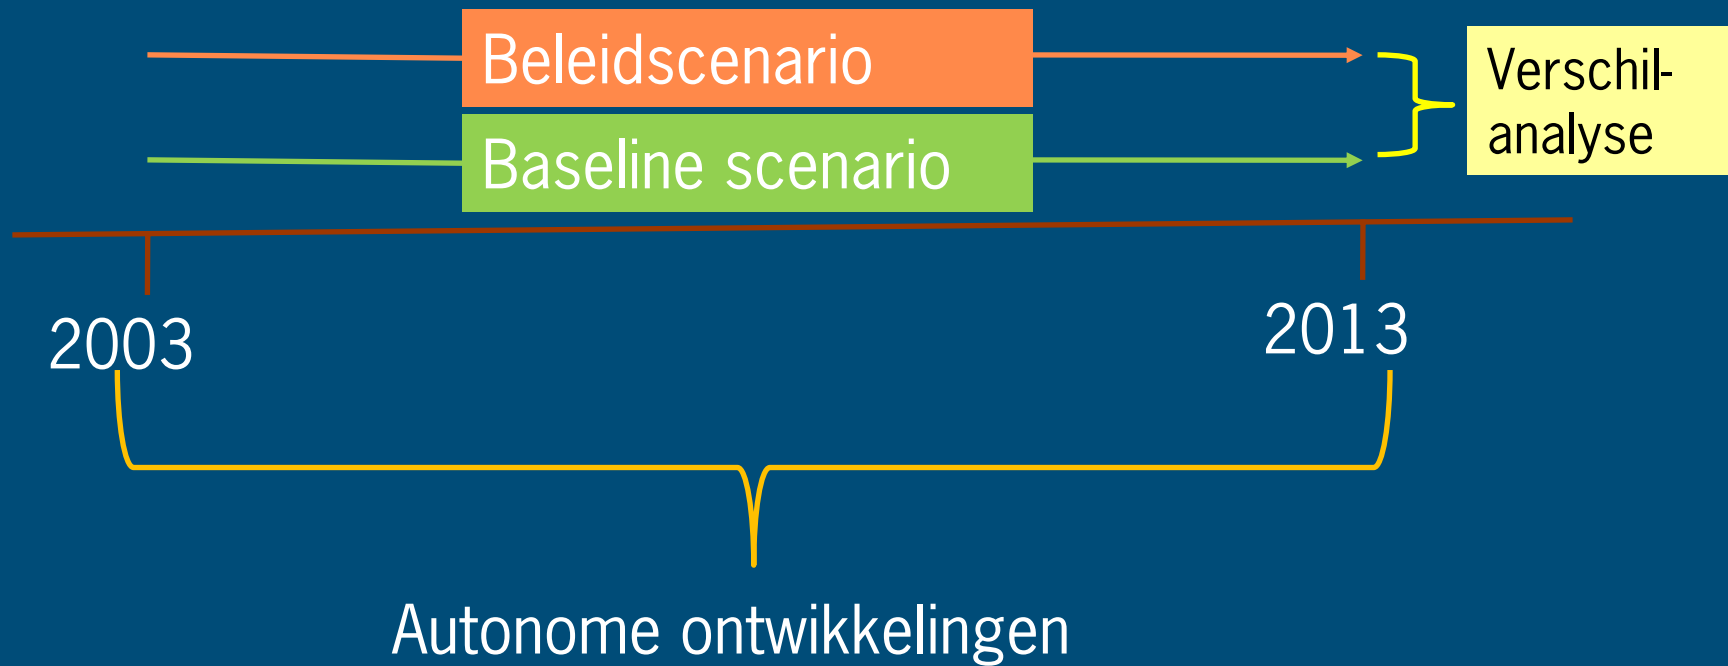 Beleidscenario
Baseline scenario
Verschil-
analyse
2003
2013
Autonome ontwikkelingen